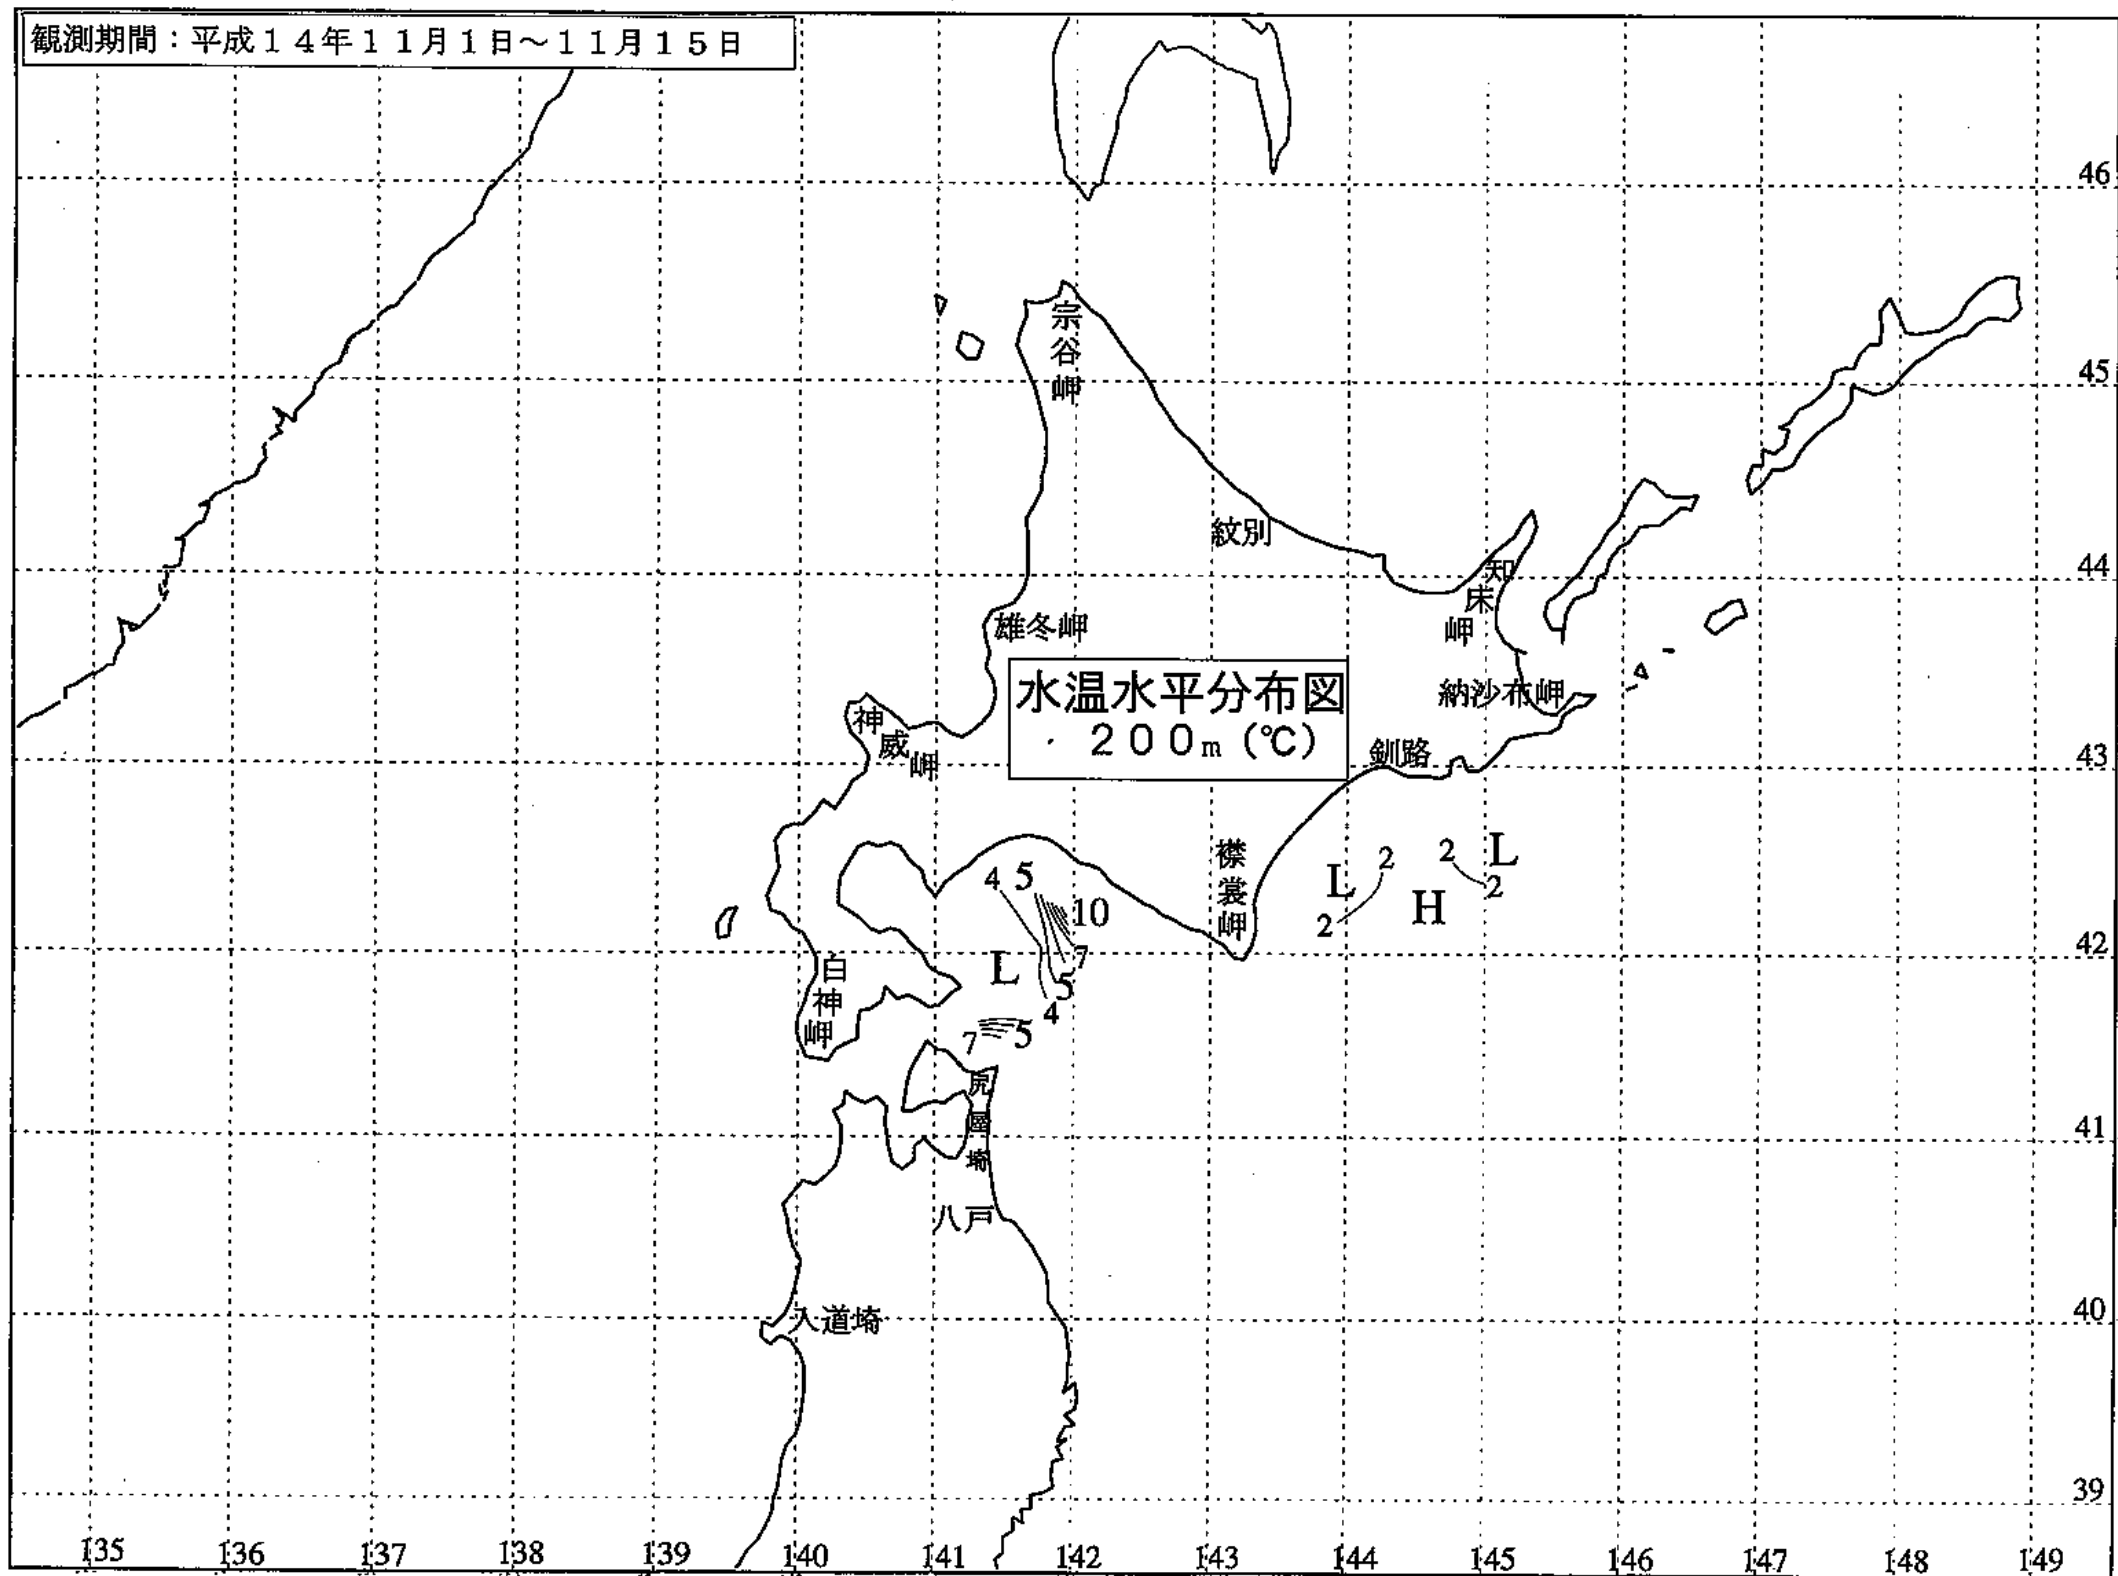 観測期間：平成１４年１１月１日～１１月１５日
46
宗谷岬
45
紋別
44
知床岬
雄冬岬
水温水平分布図
２００ｍ（℃）
納沙布岬
神威岬
釧路
43
襟裳岬
2
2
L
L
2
2
H
4
5
10
42
7
L
5
4
白神岬
7
5
尻屋埼
41
八戸
入道埼
40
39
135 136 137 138 139 140 141 142 143 144 145 146 147 148 149